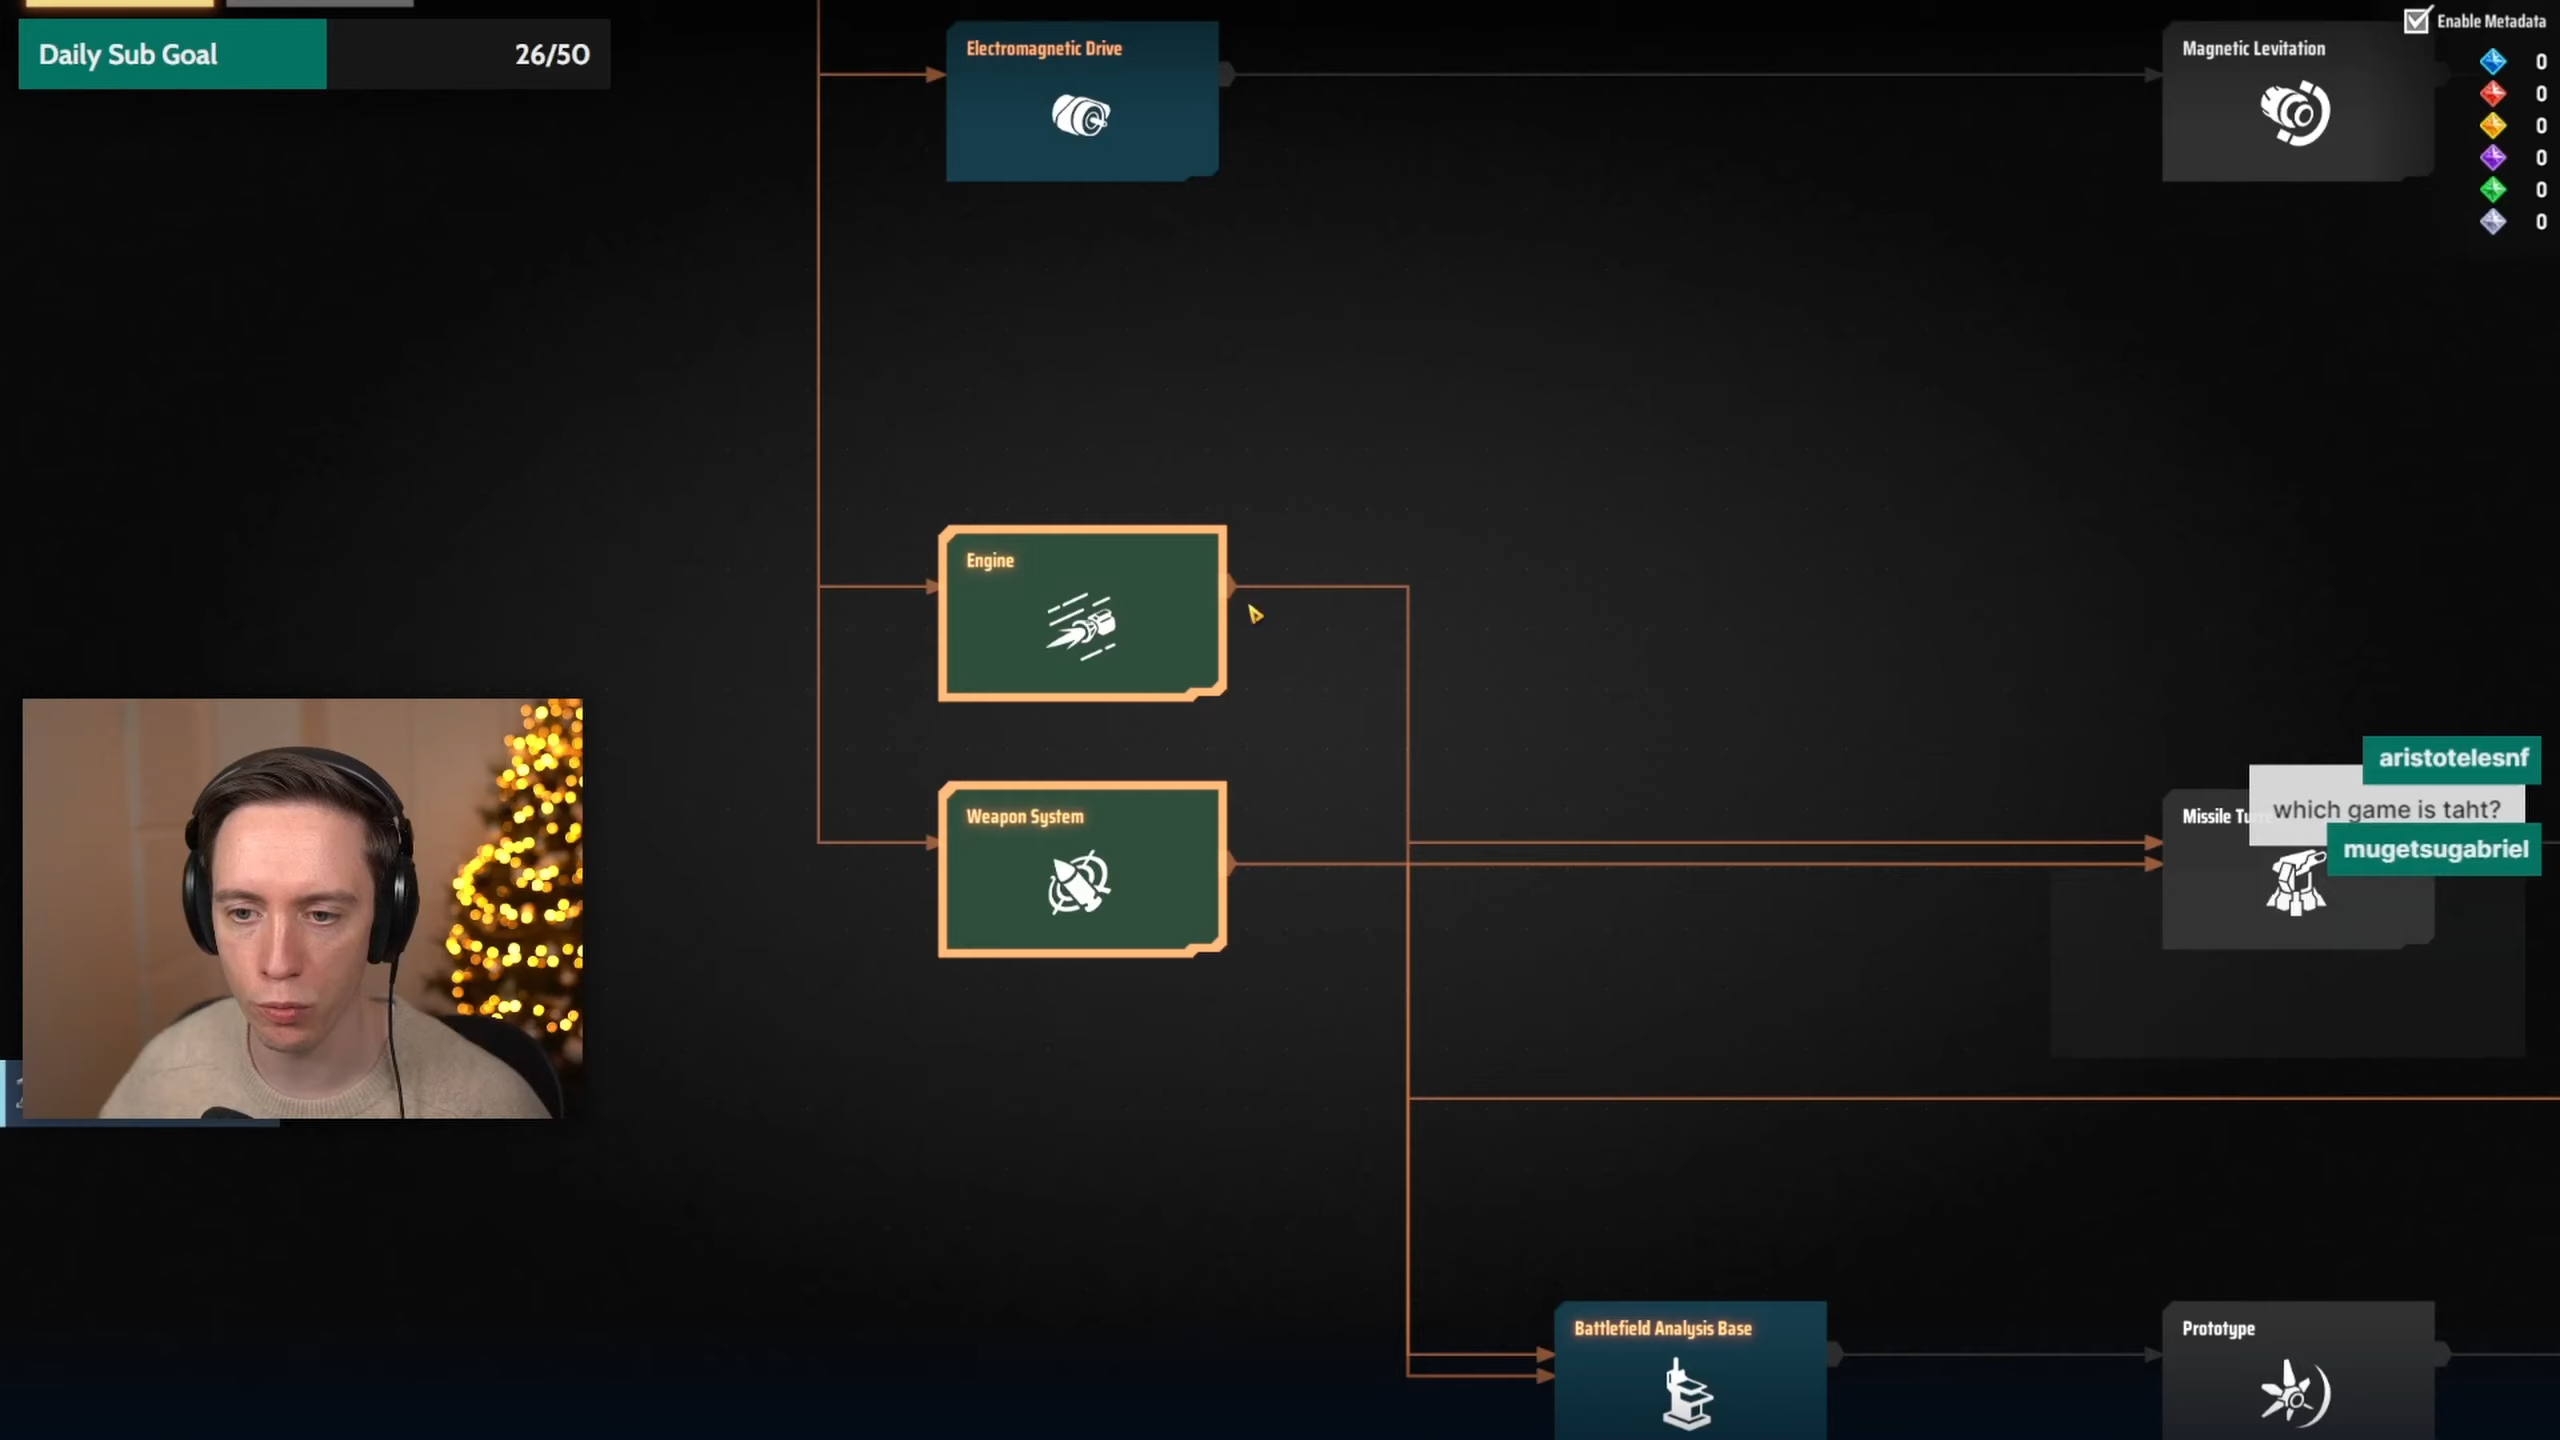 Daily Sub Goal
26/50
Electromagnetic Drive
Magnetic Levitation
Enable Metadata
0
0
0
0
0
0
Engine
Weapon System
aristotelesnf
Missile
which game is taht?
mugetsugabriel
Battlefield Analysis Base
Prototype